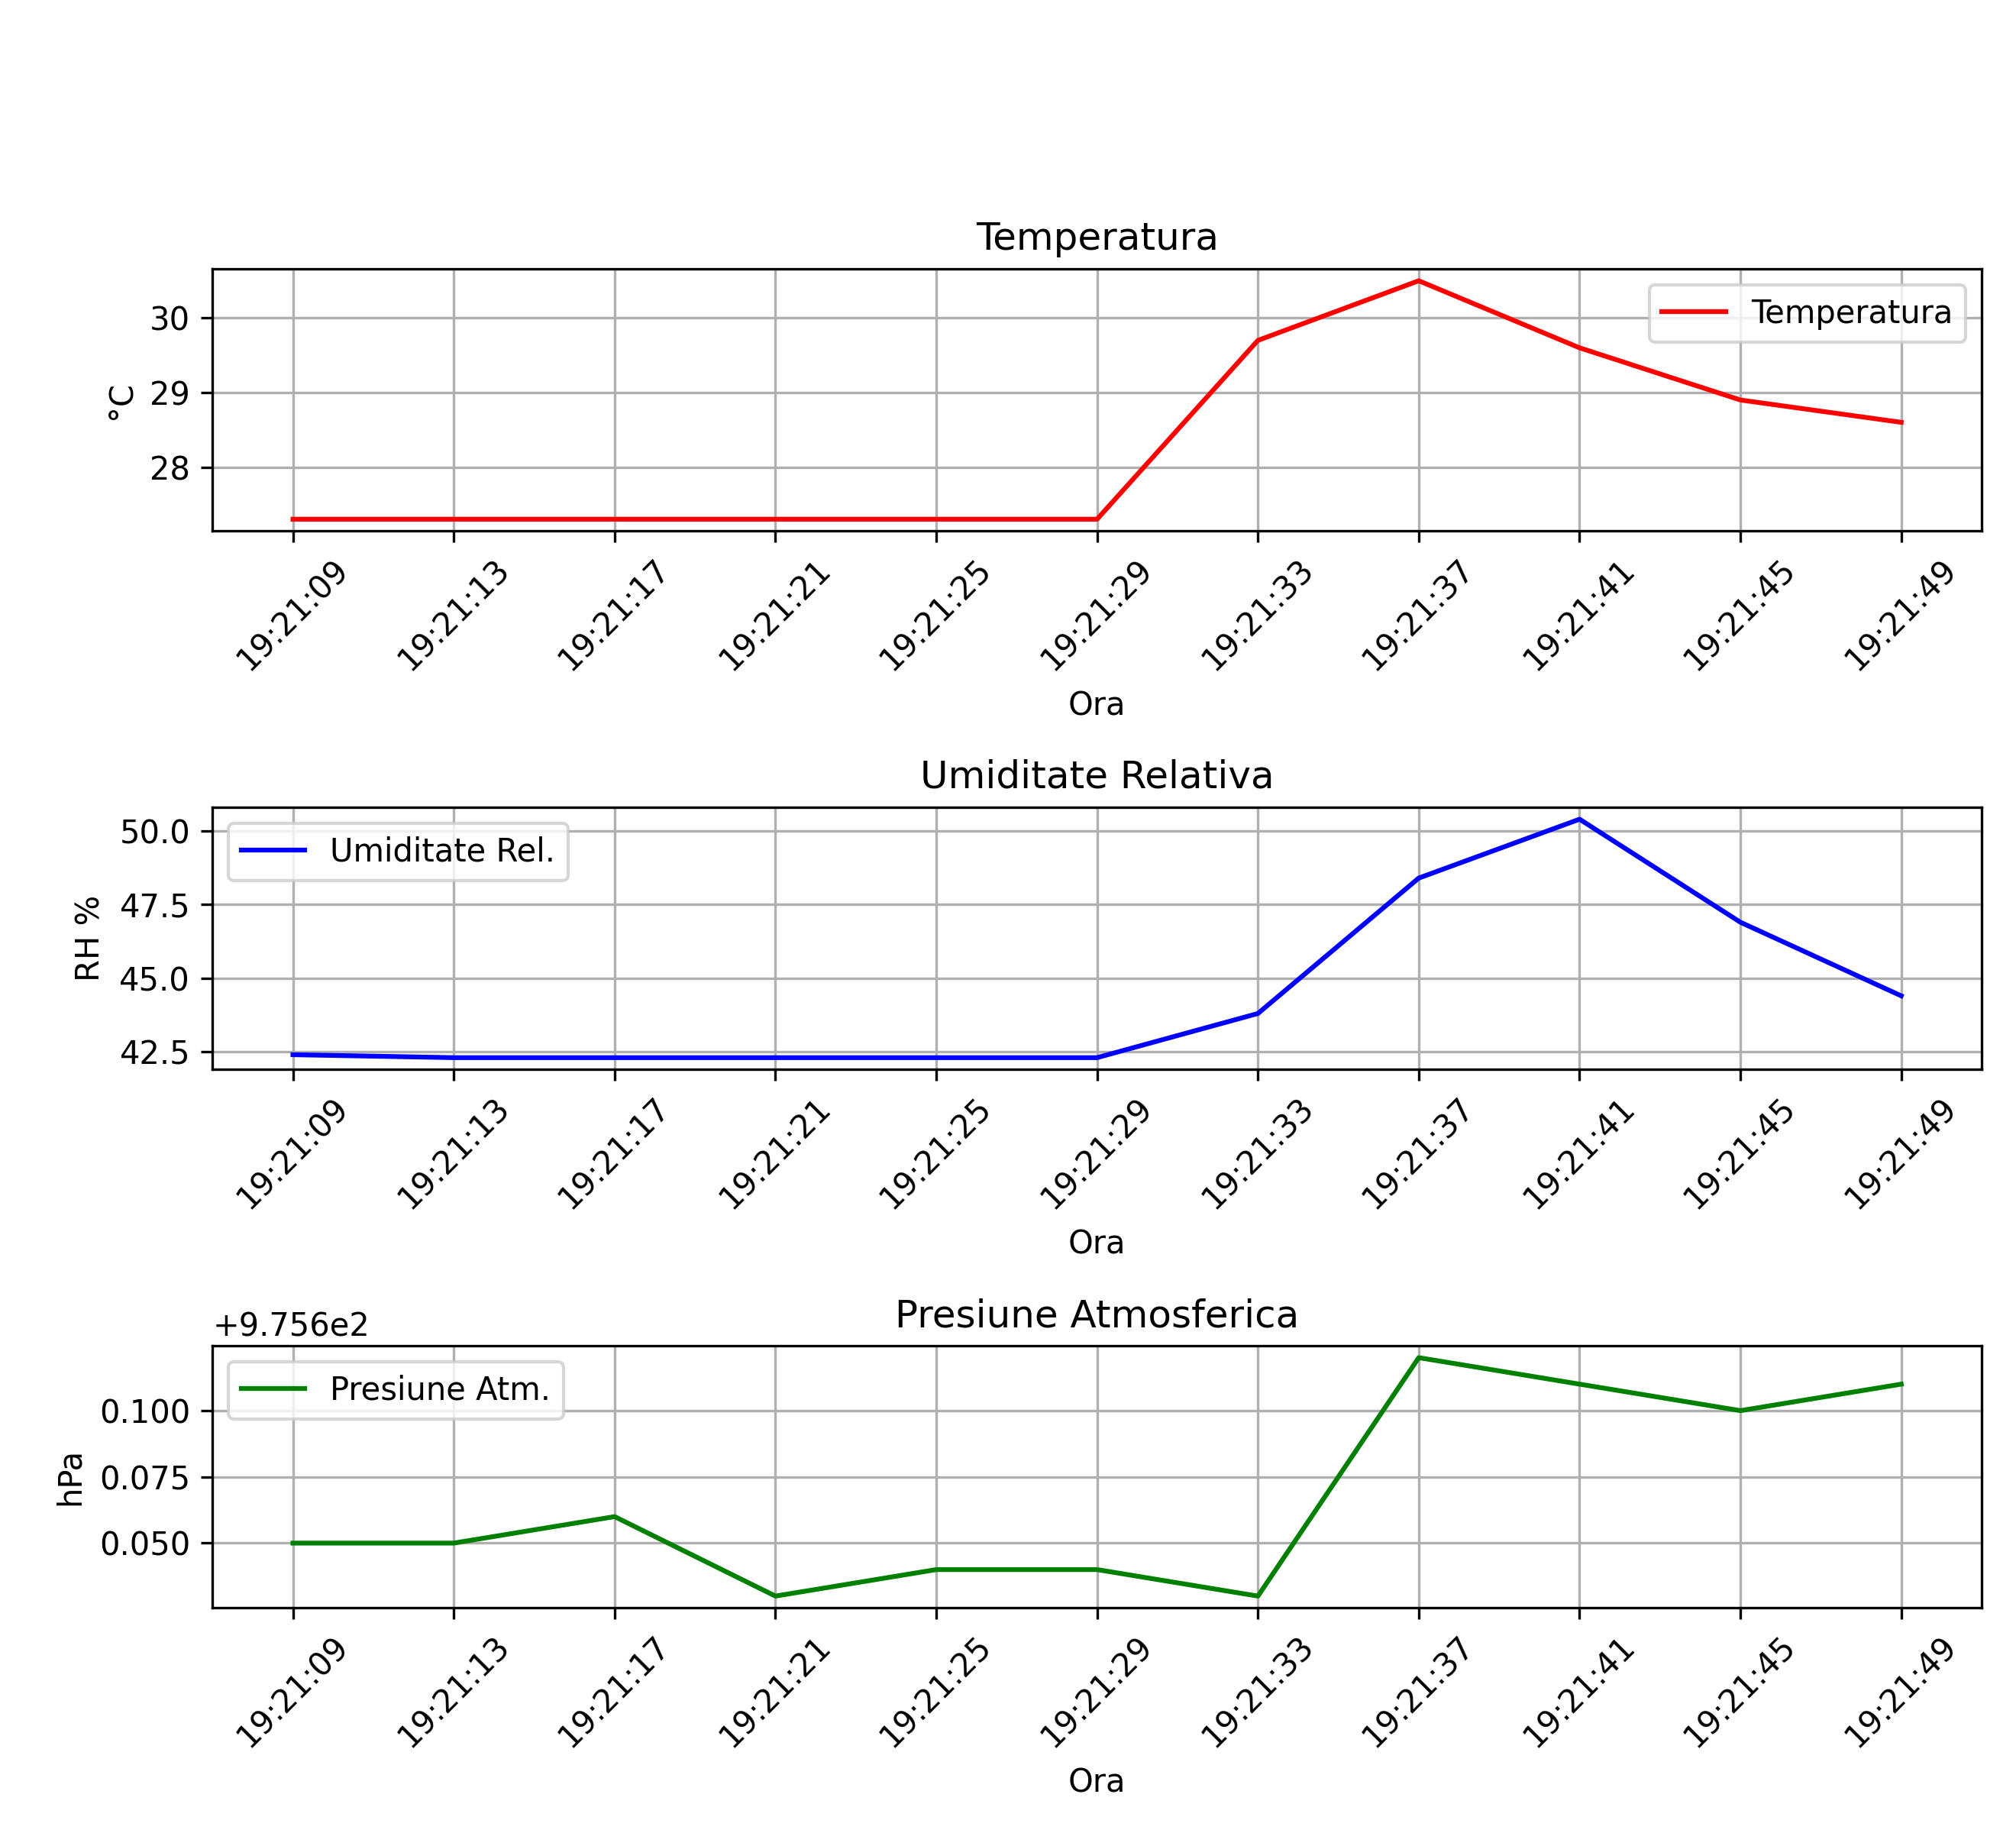 Temperatura
Temperatura
30
29
28
°C
19:21:09 19:21:13 19:21:17 19:21:21 19:21:25 19:21:29 19:21:33 19:21:37 19:21:41 19:21:45 19:21:49
Ora
Umiditate Relativa
Umiditate Rel.
50.0
47.5
45.0
42.5
RH %
19:21:09 19:21:13 19:21:17 19:21:21 19:21:25 19:21:29 19:21:33 19:21:37 19:21:41 19:21:45 19:21:49
Ora
Presiune Atmosferica
+9.756e2
Presiune Atm.
0.100
0.075
0.050
hPa
19:21:09 19:21:13 19:21:17 19:21:21 19:21:25 19:21:29 19:21:33 19:21:37 19:21:41 19:21:45 19:21:49
Ora